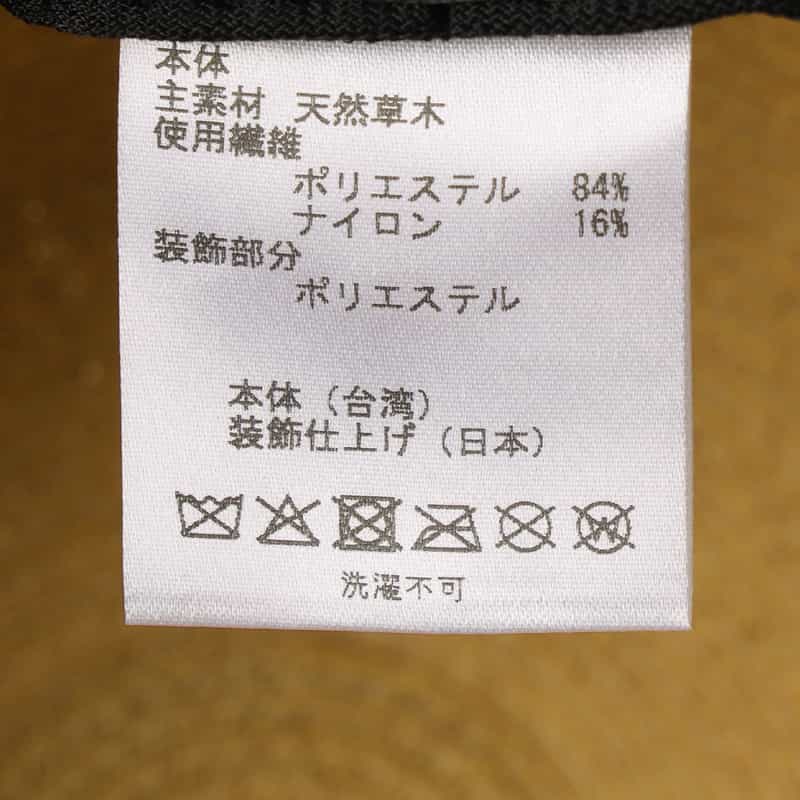 本体
主素材 天然草木
使用繊維
ポリエステル 84%
ナイロン 16%
装飾部分
ポリエステル
本体(台湾)
装飾仕上げ(日本)
W
洗濯不可